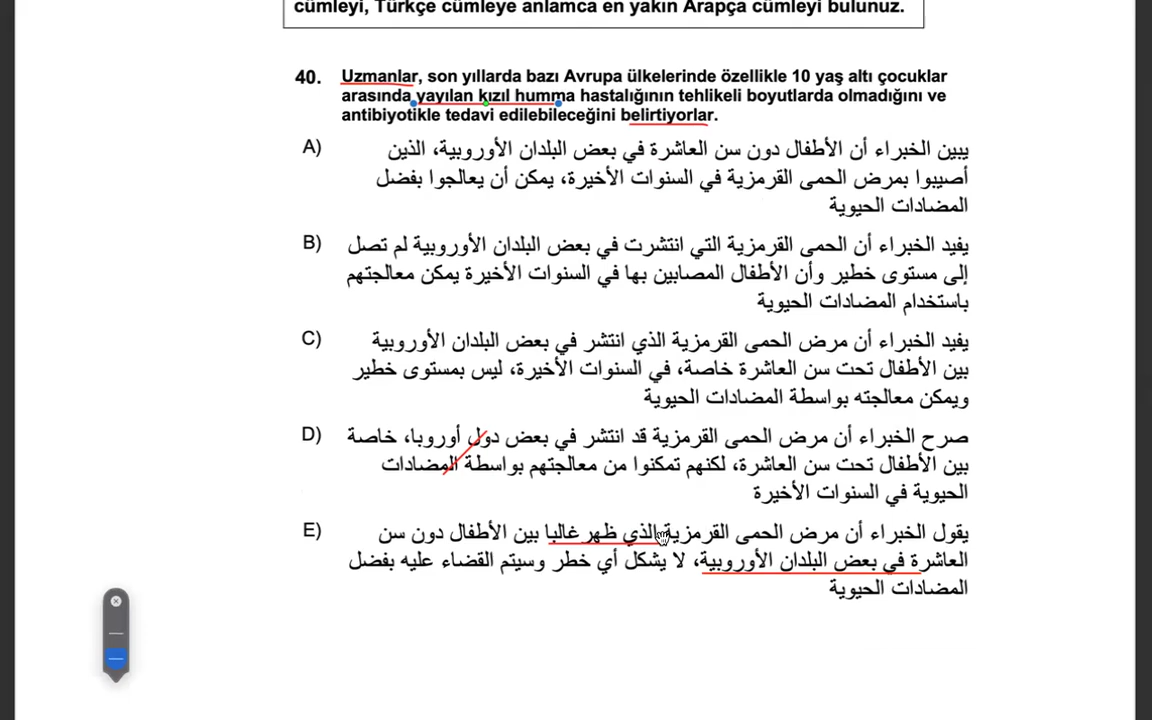 cümleyi, Türkçe cümleye anlamca en yakın Arapça cümleyi bulunuz.
40. Uzmanlar, son yıllarda bazı Avrupa ülkelerinde özellikle 10 yaş altı çocuklar
arasında yayılan kızıl humma hastalığının tehlikeli boyutlarda olmadığını ve
antibiyotikle tedavi edilebileceğini belirtiyorlar.
A) يبين الخبراء أن الأطفال دون سن العاشرة في بعض البلدان الأوروبية، الذين
أصيبوا بمرض الحمى القرمزية في السنوات الأخيرة، يمكن أن يعالجوا بفضل
المضادات الحيوية
B) يفيد الخبراء أن الحمى القرمزية التي انتشرت في بعض البلدان الأوروبية لم تصل
إلى مستوى خطير وأن الأطفال المصابين بها في السنوات الأخيرة يمكن معالجتهم
باستخدام المضادات الحيوية
C) يفيد الخبراء أن مرض الحمى القرمزية الذي انتشر في بعض البلدان الأوروبية
بين الأطفال تحت سن العاشرة خاصة، في السنوات الأخيرة، ليس بمستوى خطير
ويمكن معالجته بواسطة المضادات الحيوية
D) صرح الخبراء أن مرض الحمى القرمزية قد انتشر في بعض دول أوروبا، خاصة
بين الأطفال تحت سن العاشرة، لكنهم تمكنوا من معالجتهم بواسطة المضادات
الحيوية في السنوات الأخيرة
E) يقول الخبراء أن مرض الحمى القرمزية الذي ظهر غالبا بين الأطفال دون سن
العاشرة في بعض البلدان الأوروبية، لا يشكل أي خطر وسيتم القضاء عليه بفضل
المضادات الحيوية